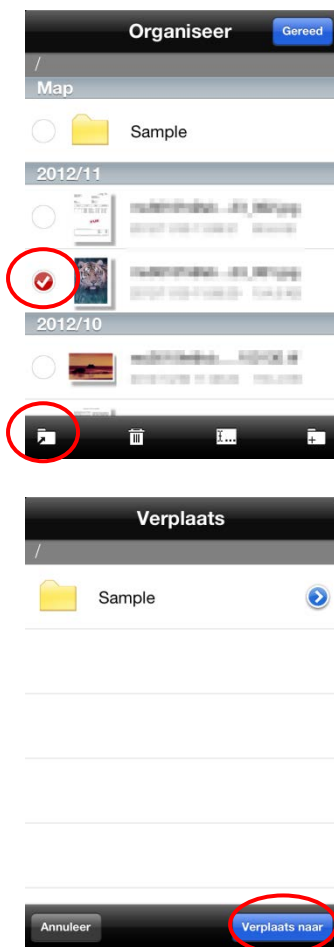 Organiseer
Gereed
/
Map
Sample
2012/11
2012/10
Verplaats
/
Sample
Annuleer
Verplaats naar